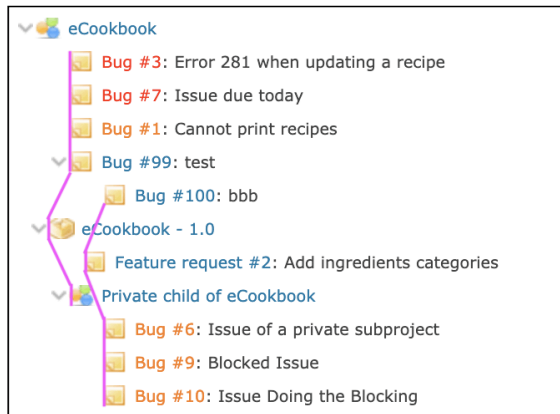 eCookbook
Bug #3: Error 281 when updating a recipe
Bug #7: Issue due today
Bug #1: Cannot print recipes
Bug #99: test
Bug #100: bbb
eCookbook - 1.0
Feature request #2: Add ingredients categories
Private child of eCookbook
Bug #6: Issue of a private subproject
Bug #9: Blocked Issue
Bug #10: Issue Doing the Blocking